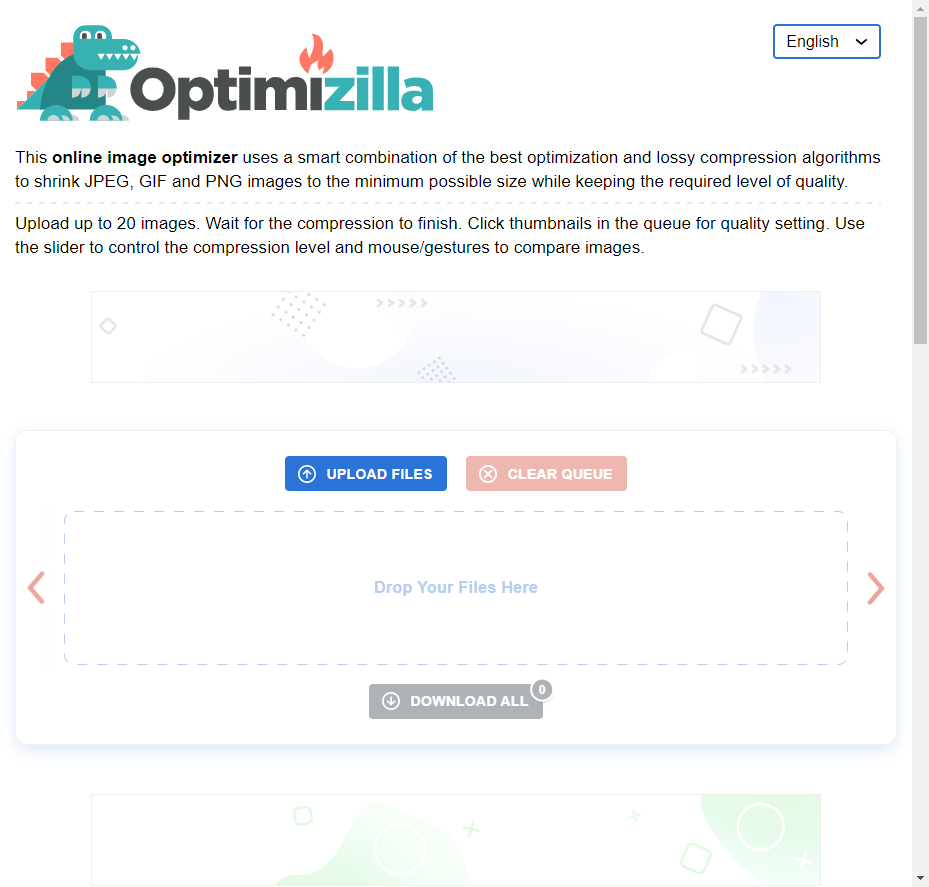 English
Optimizilla
This online image optimizer uses a smart combination of the best optimization and lossy compression algorithms
to shrink JPEG, GIF and PNG images to the minimum possible size while keeping the required level of quality.
Upload up to 20 images. Wait for the compression to finish. Click thumbnails in the queue for quality setting. Use
the slider to control the compression level and mouse/gestures to compare images.
UPLOAD FILES
CLEAR QUEUE
Drop Your Files Here
DOWNLOAD ALL
0